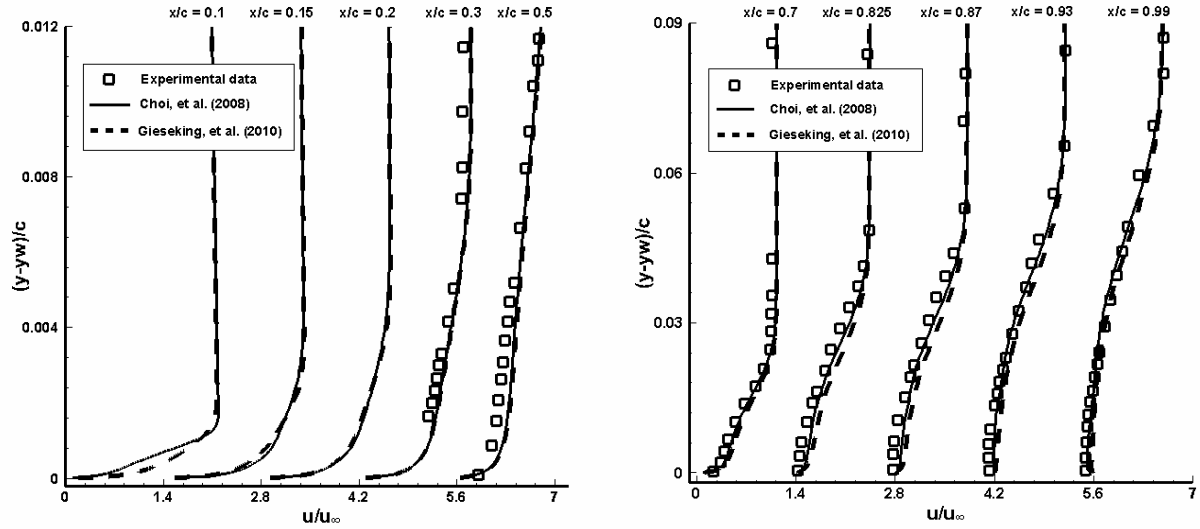 x/c = 0.1 x/c = 0.15 x/c = 0.2 x/c = 0.3 x/c = 0.5
0.012
0.008
0.004
0
(y-yw)/c
Experimental data
Choi, et al. (2008)
Gieseking, et al. (2010)
0 1.4 2.8 4.2 5.6 7
u/u∞
x/c = 0.7 x/c = 0.825 x/c = 0.87 x/c = 0.93 x/c = 0.99
0.09
0.06
0.03
0
(y-yw)/c
Experimental data
Choi, et al. (2008)
Gieseking, et al. (2010)
0 1.4 2.8 4.2 5.6 7
u/u∞